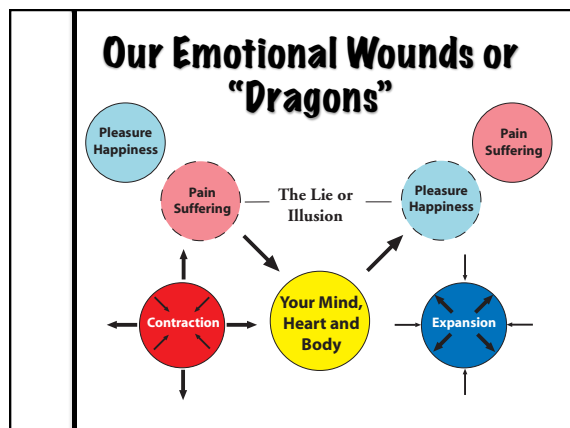 Our Emotional Wounds or
“Dragons”
Pleasure
Happiness
Pain
Suffering
Pain
Suffering
The Lie or
Illusion
Pleasure
Happiness
Contraction
Your Mind,
Heart and
Body
Expansion